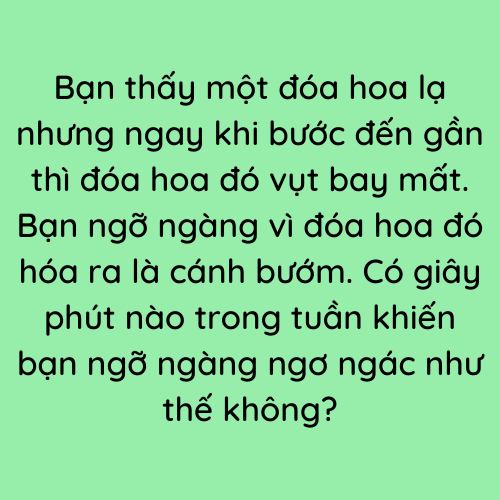 Bạn thấy một đóa hoa lạ
nhưng ngay khi bước đến gần
thì đóa hoa đó vụt bay mất.
Bạn ngỡ ngàng vì đóa hoa đó
hóa ra là cánh bướm. Có giây
phút nào trong tuần khiến
bạn ngỡ ngàng ngơ ngác như
thế không?